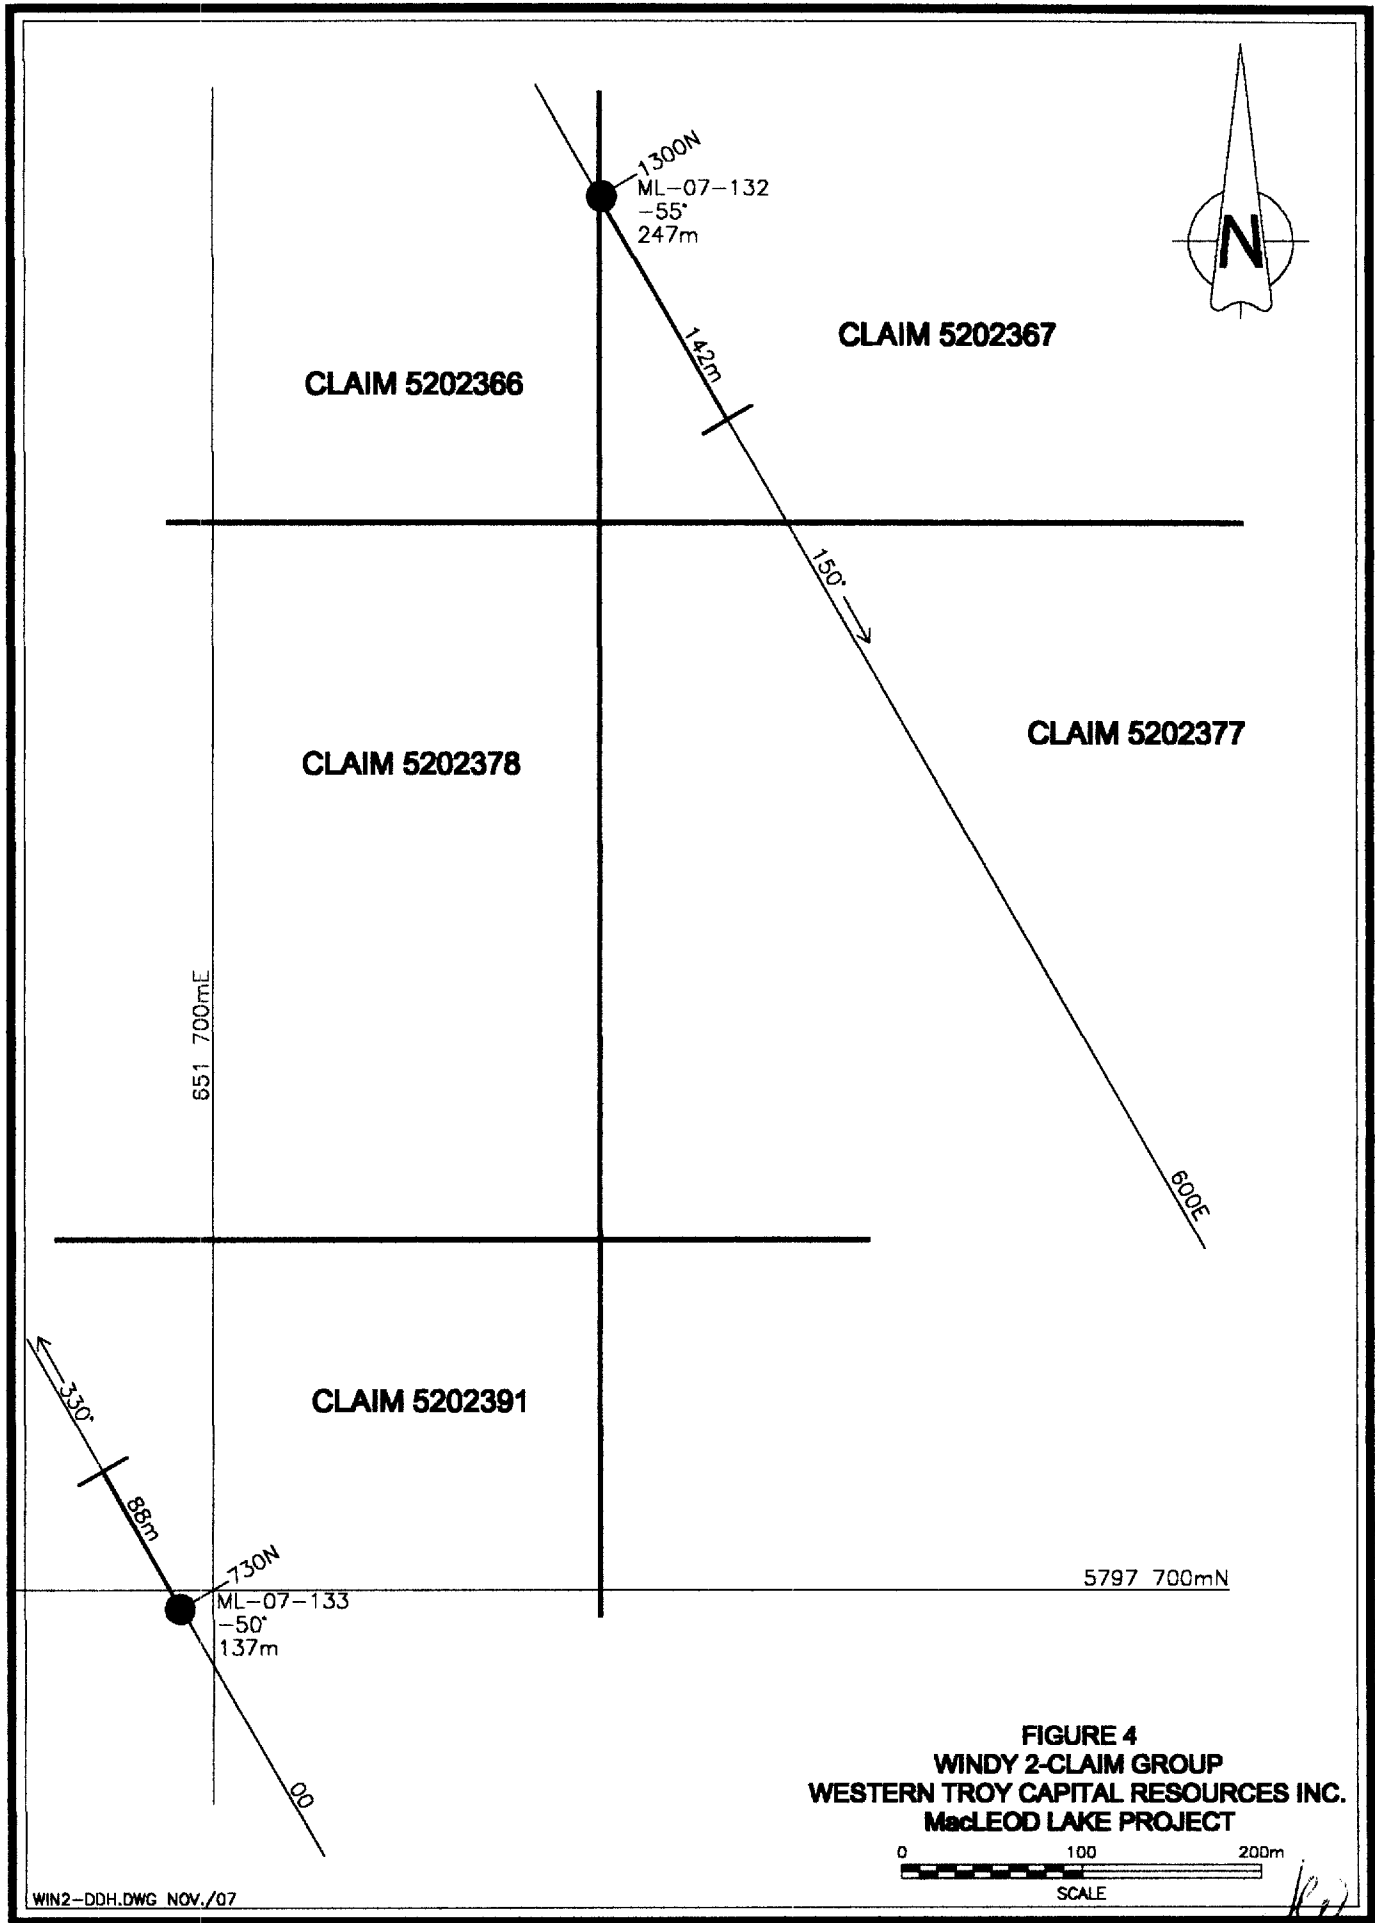 1300N
ML-07-132
-55°
247m
N
142m
CLAIM 5202367
CLAIM 5202366
150°
CLAIM 5202377
CLAIM 5202378
651 700mE
600E
330°
CLAIM 5202391
88m
730N
5797 700mN
ML-07-133
-50°
137m
00
FIGURE 4
WINDY 2-CLAIM GROUP
WESTERN TROY CAPITAL RESOURCES INC.
MacLEOD LAKE PROJECT
0 100 200m
SCALE
WIN2-DDH.DWG NOV./07